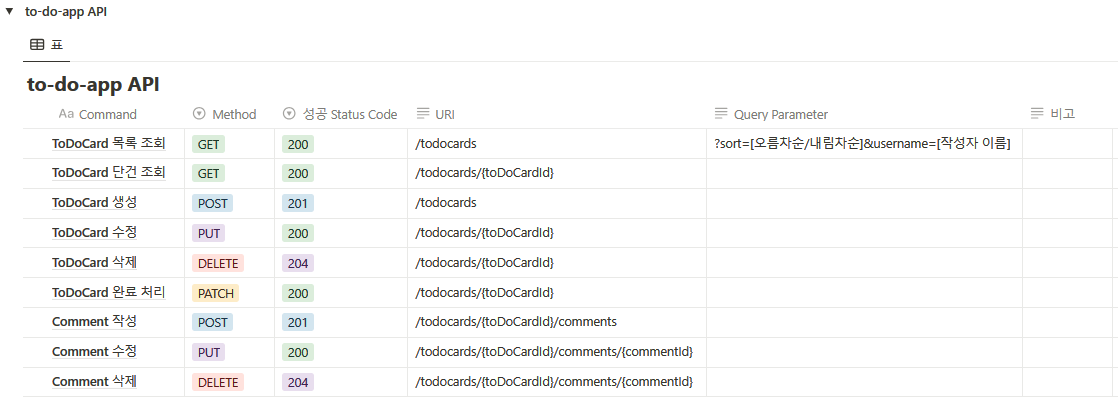 to-do-app API
표
to-do-app API
Aa Command Method 성공 Status Code URI Query Parameter 비고
ToDoCard 목록 조회 GET 200 /todocards ?sort=[오름차순/내림차순]&username=[작성자 이름]
ToDoCard 단건 조회 GET 200 /todocards/{toDoCardId}
ToDoCard 생성 POST 201 /todocards
ToDoCard 수정 PUT 200 /todocards/{toDoCardId}
ToDoCard 삭제 DELETE 204 /todocards/{toDoCardId}
ToDoCard 완료 처리 PATCH 200 /todocards/{toDoCardId}
Comment 작성 POST 201 /todocards/{toDoCardId}/comments
Comment 수정 PUT 200 /todocards/{toDoCardId}/comments/{commentId}
Comment 삭제 DELETE 204 /todocards/{toDoCardId}/comments/{commentId}